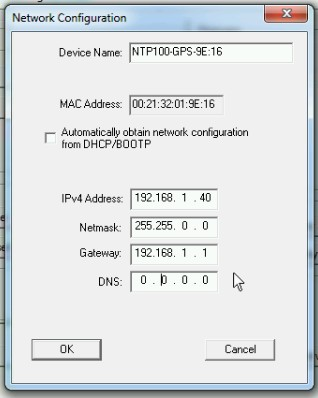 Network Configuration
Device Name: NTP100-GPS-9E:16
MAC Address: 00:21:32:01:9E:16
Automatically obtain network configuration
from DHCP/BOOTP
IPv4 Address: 192.168. 1 .40
Netmask: 255.255. 0 . 0
Gateway: 192.168. 1 . 1
DNS: 0 . 0 . 0 . 0
OK Cancel